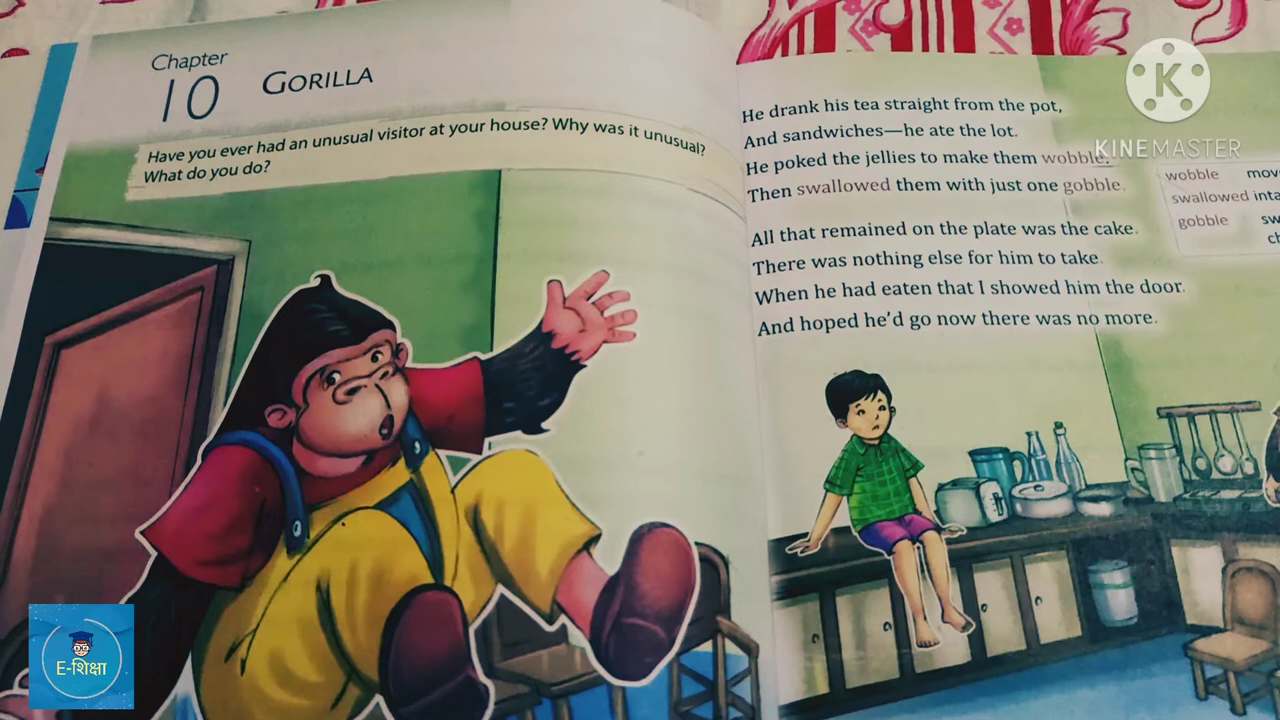 Chapter
10 GORILLA
Have you ever had an unusual visitor at your house? Why was it unusual?
What do you do?
He drank his tea straight from the pot,
And sandwiches—he ate the lot.
He poked the jellies to make them wobble.
Then swallowed them with just one gobble.
All that remained on the plate was the cake.
There was nothing else for him to take.
When he had eaten that I showed him the door.
And hoped he'd go now there was no more.
wobble
swallowed
gobble
K
KINEMASTER
E-शिक्षा